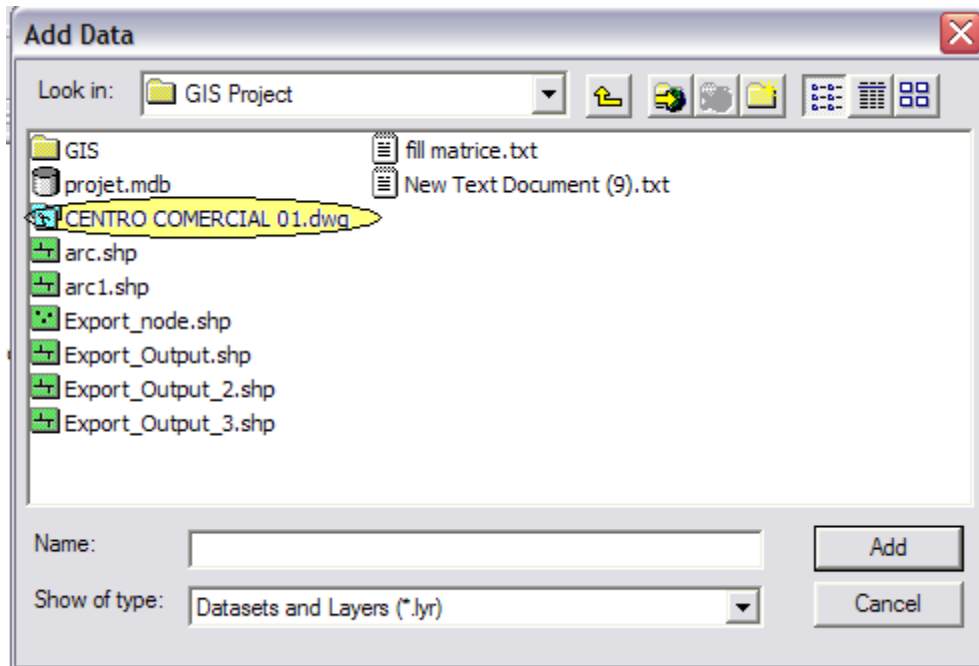 Add Data
Look in: GIS Project
GIS
projet.mdb
CENTRO COMERCIAL 01.dwg
arc.shp
arc1.shp
Export_node.shp
Export_Output.shp
Export_Output_2.shp
Export_Output_3.shp
fill matrice.txt
New Text Document (9).txt
Name:
Add
Show of type: Datasets and Layers (*.lyr)
Cancel